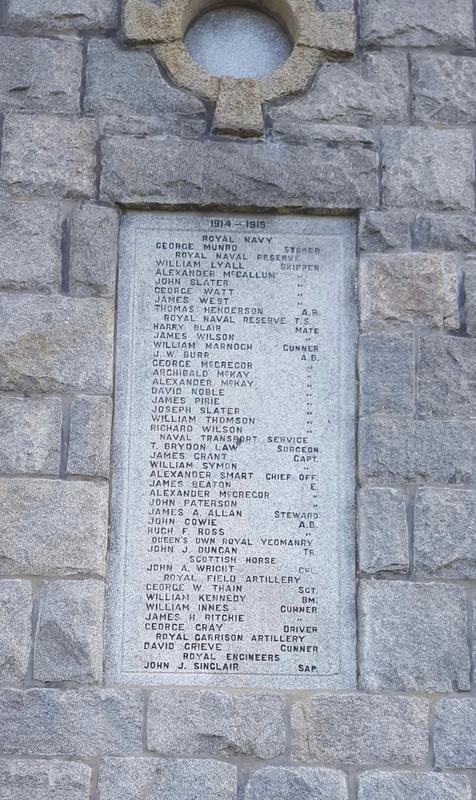 1914–1919
ROYAL NAVY
GEORGE MUNRO STOKER
ROYAL NAVAL RESERVE
WILLIAM LYALL SKIPPER
ALEXANDER McCALLUM "
JOHN SLATER "
GEORGE WATT "
JAMES WEST "
THOMAS HENDERSON A.B.
ROYAL NAVAL RESERVE T.S.
HARRY BLAIR MATE
JAMES WILSON "
WILLIAM MARNOCH GUNNER
J. W. BURR A.B.
GEORGE McGREGOR "
ARCHIBALD McKAY "
ALEXANDER McKAY "
DAVID NOBLE "
JAMES PIRIE "
JOSEPH SLATER "
WILLIAM THOMSON "
RICHARD WILSON "
NAVAL TRANSPORT SERVICE
T. BRYDON LAW SURGEON
JAMES GRANT CAPT.
WILLIAM SYMON "
ALEXANDER SMART CHIEF OFF.
JAMES BEATON E.
ALEXANDER McGREGOR "
JOHN PATERSON "
JAMES A. ALLAN STEWARD
JOHN COWIE A.B.
HUGH F. ROSS "
QUEEN'S OWN ROYAL YEOMANRY
JOHN J. DUNCAN TR.
SCOTTISH HORSE
JOHN A. WRIGHT
ROYAL FIELD ARTILLERY
GEORGE W. THAIN SGT.
WILLIAM KENNEDY BM.
WILLIAM INNES GUNNER
JAMES H. RITCHIE "
GEORGE GRAY DRIVER
ROYAL GARRISON ARTILLERY
DAVID GRIEVE GUNNER
ROYAL ENGINEERS
JOHN J. SINCLAIR SAP.